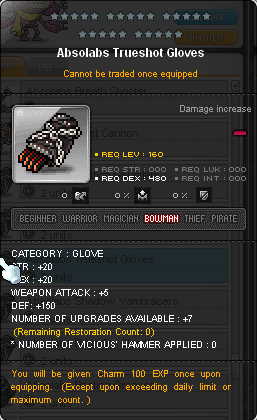 Absolabs Trueshot Gloves
Cannot be traded once equipped
Damage increase
• REQ LEV : 160
• REQ STR : 000 • REQ LUK : 000
• REQ DEX : 480 • REQ INT : 000
0 0 0
BEGINNER WARRIOR MAGICIAN BOWMAN THIEF PIRATE
CATEGORY : GLOVE
STR : +20
DEX : +20
WEAPON ATTACK : +5
DEF: +150
NUMBER OF UPGRADES AVAILABLE : +7
(Remaining Restoration Count: 0)
* NUMBER OF VICIOUS' HAMMER APPLIED : 0
You will be given Charm 100 EXP once upon
equipping. (Except upon exceeding daily limit or
maximum count. )